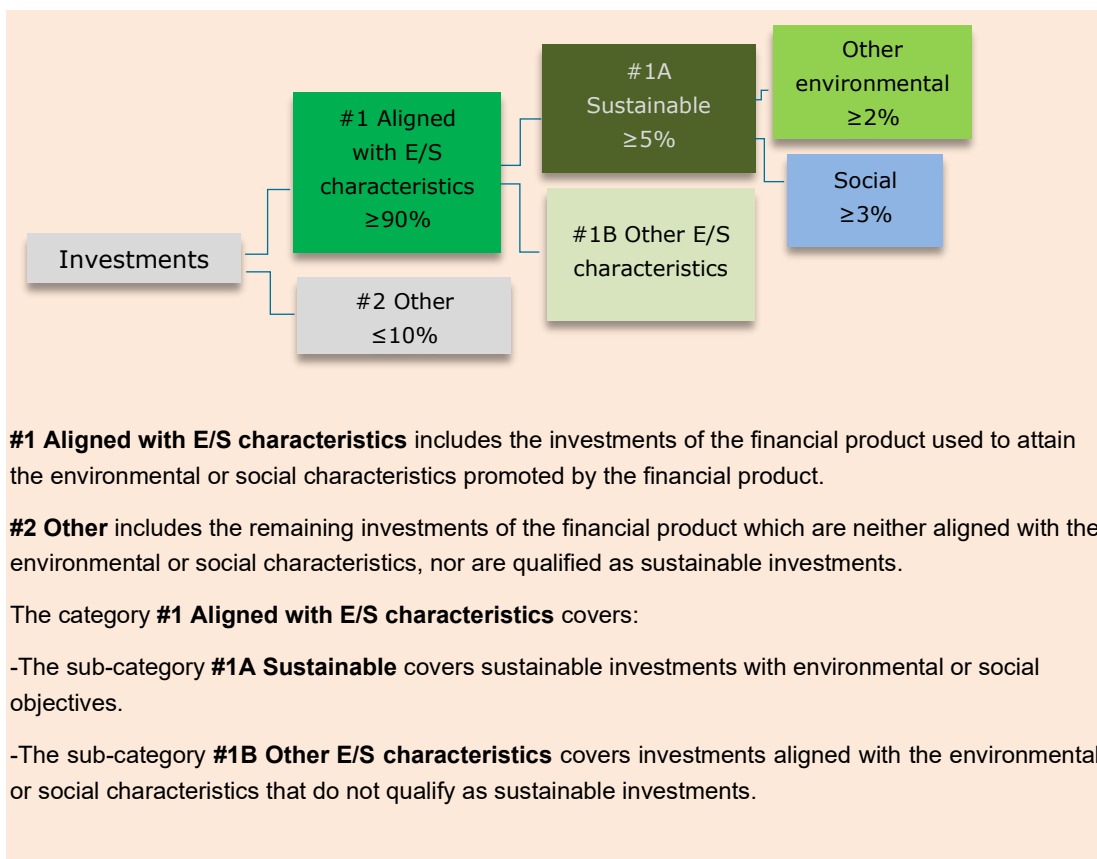 Investments
#1 Aligned
with E/S
characteristics
≥90%
#2 Other
≤10%
#1A
Sustainable
≥5%
#1B Other E/S
characteristics
Other
environmental
≥2%
Social
≥3%
#1 Aligned with E/S characteristics includes the investments of the financial product used to attain
the environmental or social characteristics promoted by the financial product.
#2 Other includes the remaining investments of the financial product which are neither aligned with the
environmental or social characteristics, nor are qualified as sustainable investments.
The category #1 Aligned with E/S characteristics covers:
-The sub-category #1A Sustainable covers sustainable investments with environmental or social
objectives.
-The sub-category #1B Other E/S characteristics covers investments aligned with the environmental
or social characteristics that do not qualify as sustainable investments.